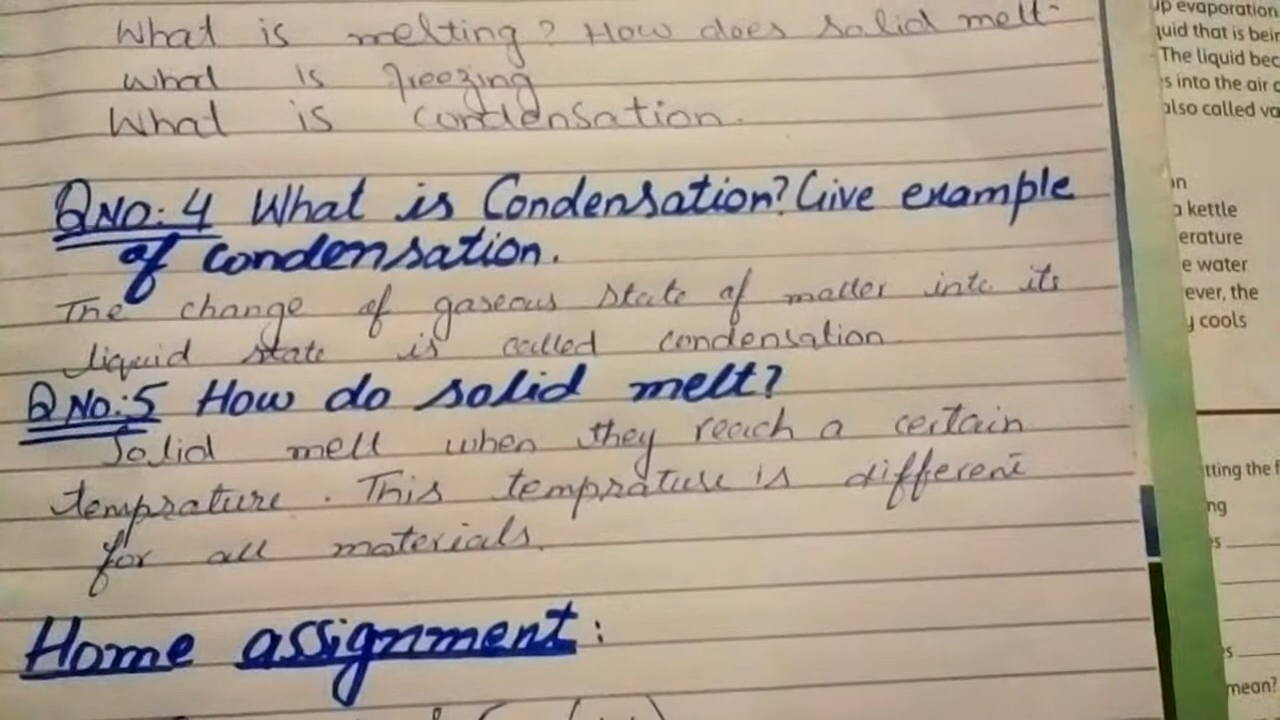 What is melting? How does solid melt-
What is freezing
What is condensation.
QNO:4 What is Condensation? Give example
of condensation.
The change of gaseous state of matter into its
liquid state is called condensation
QNO:5 How do solid melt?
Solid melt when they reach a certain
temprature. This temprature is different
for all materials.
Home assignment:
up evaporation
quid that is bein
The liquid bec
s into the air
also called va
kettle
erature
e water
ever, the
y cools
tting the f
ng
s
s
mean?